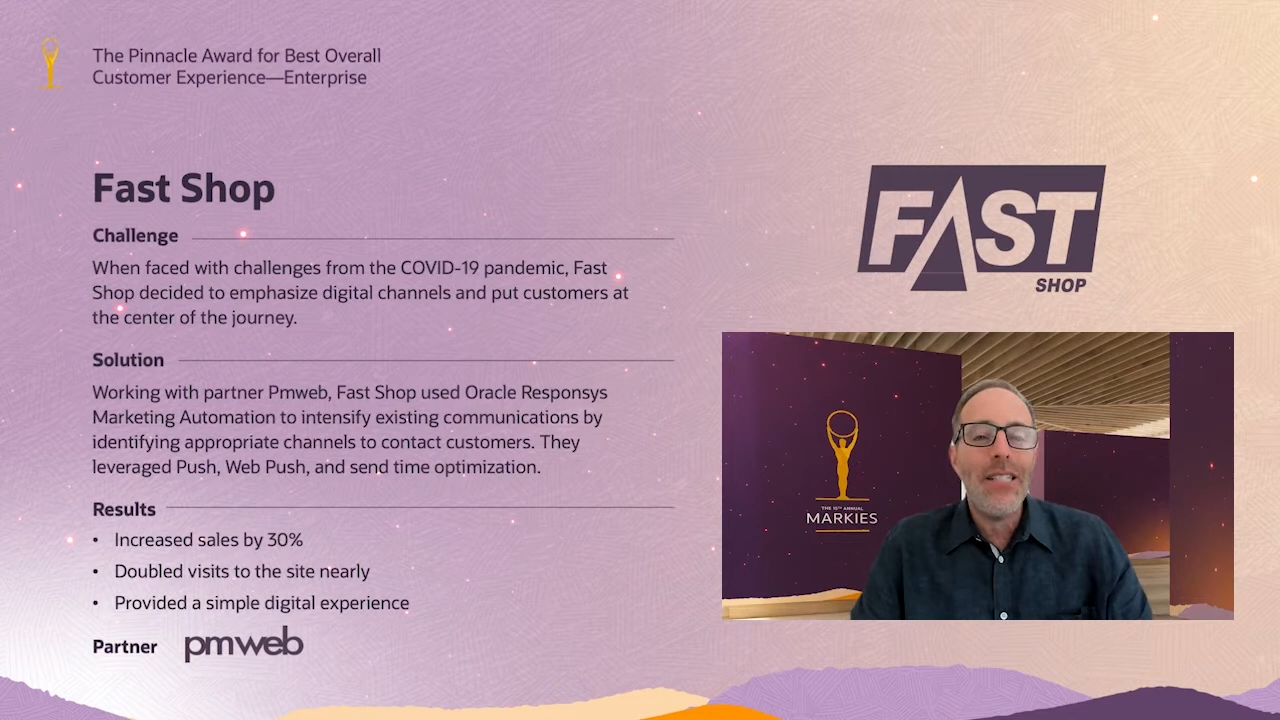 The Pinnacle Award for Best Overall
Customer Experience—Enterprise
Fast Shop
Challenge
When faced with challenges from the COVID-19 pandemic, Fast
Shop decided to emphasize digital channels and put customers at
the center of the journey.
Solution
Working with partner Pmweb, Fast Shop used Oracle Responsys
Marketing Automation to intensify existing communications by
identifying appropriate channels to contact customers. They
leveraged Push, Web Push, and send time optimization.
Results
• Increased sales by 30%
• Doubled visits to the site nearly
• Provided a simple digital experience
Partner pmweb
FAST
SHOP
THE 15TH ANNUAL
MARKIES